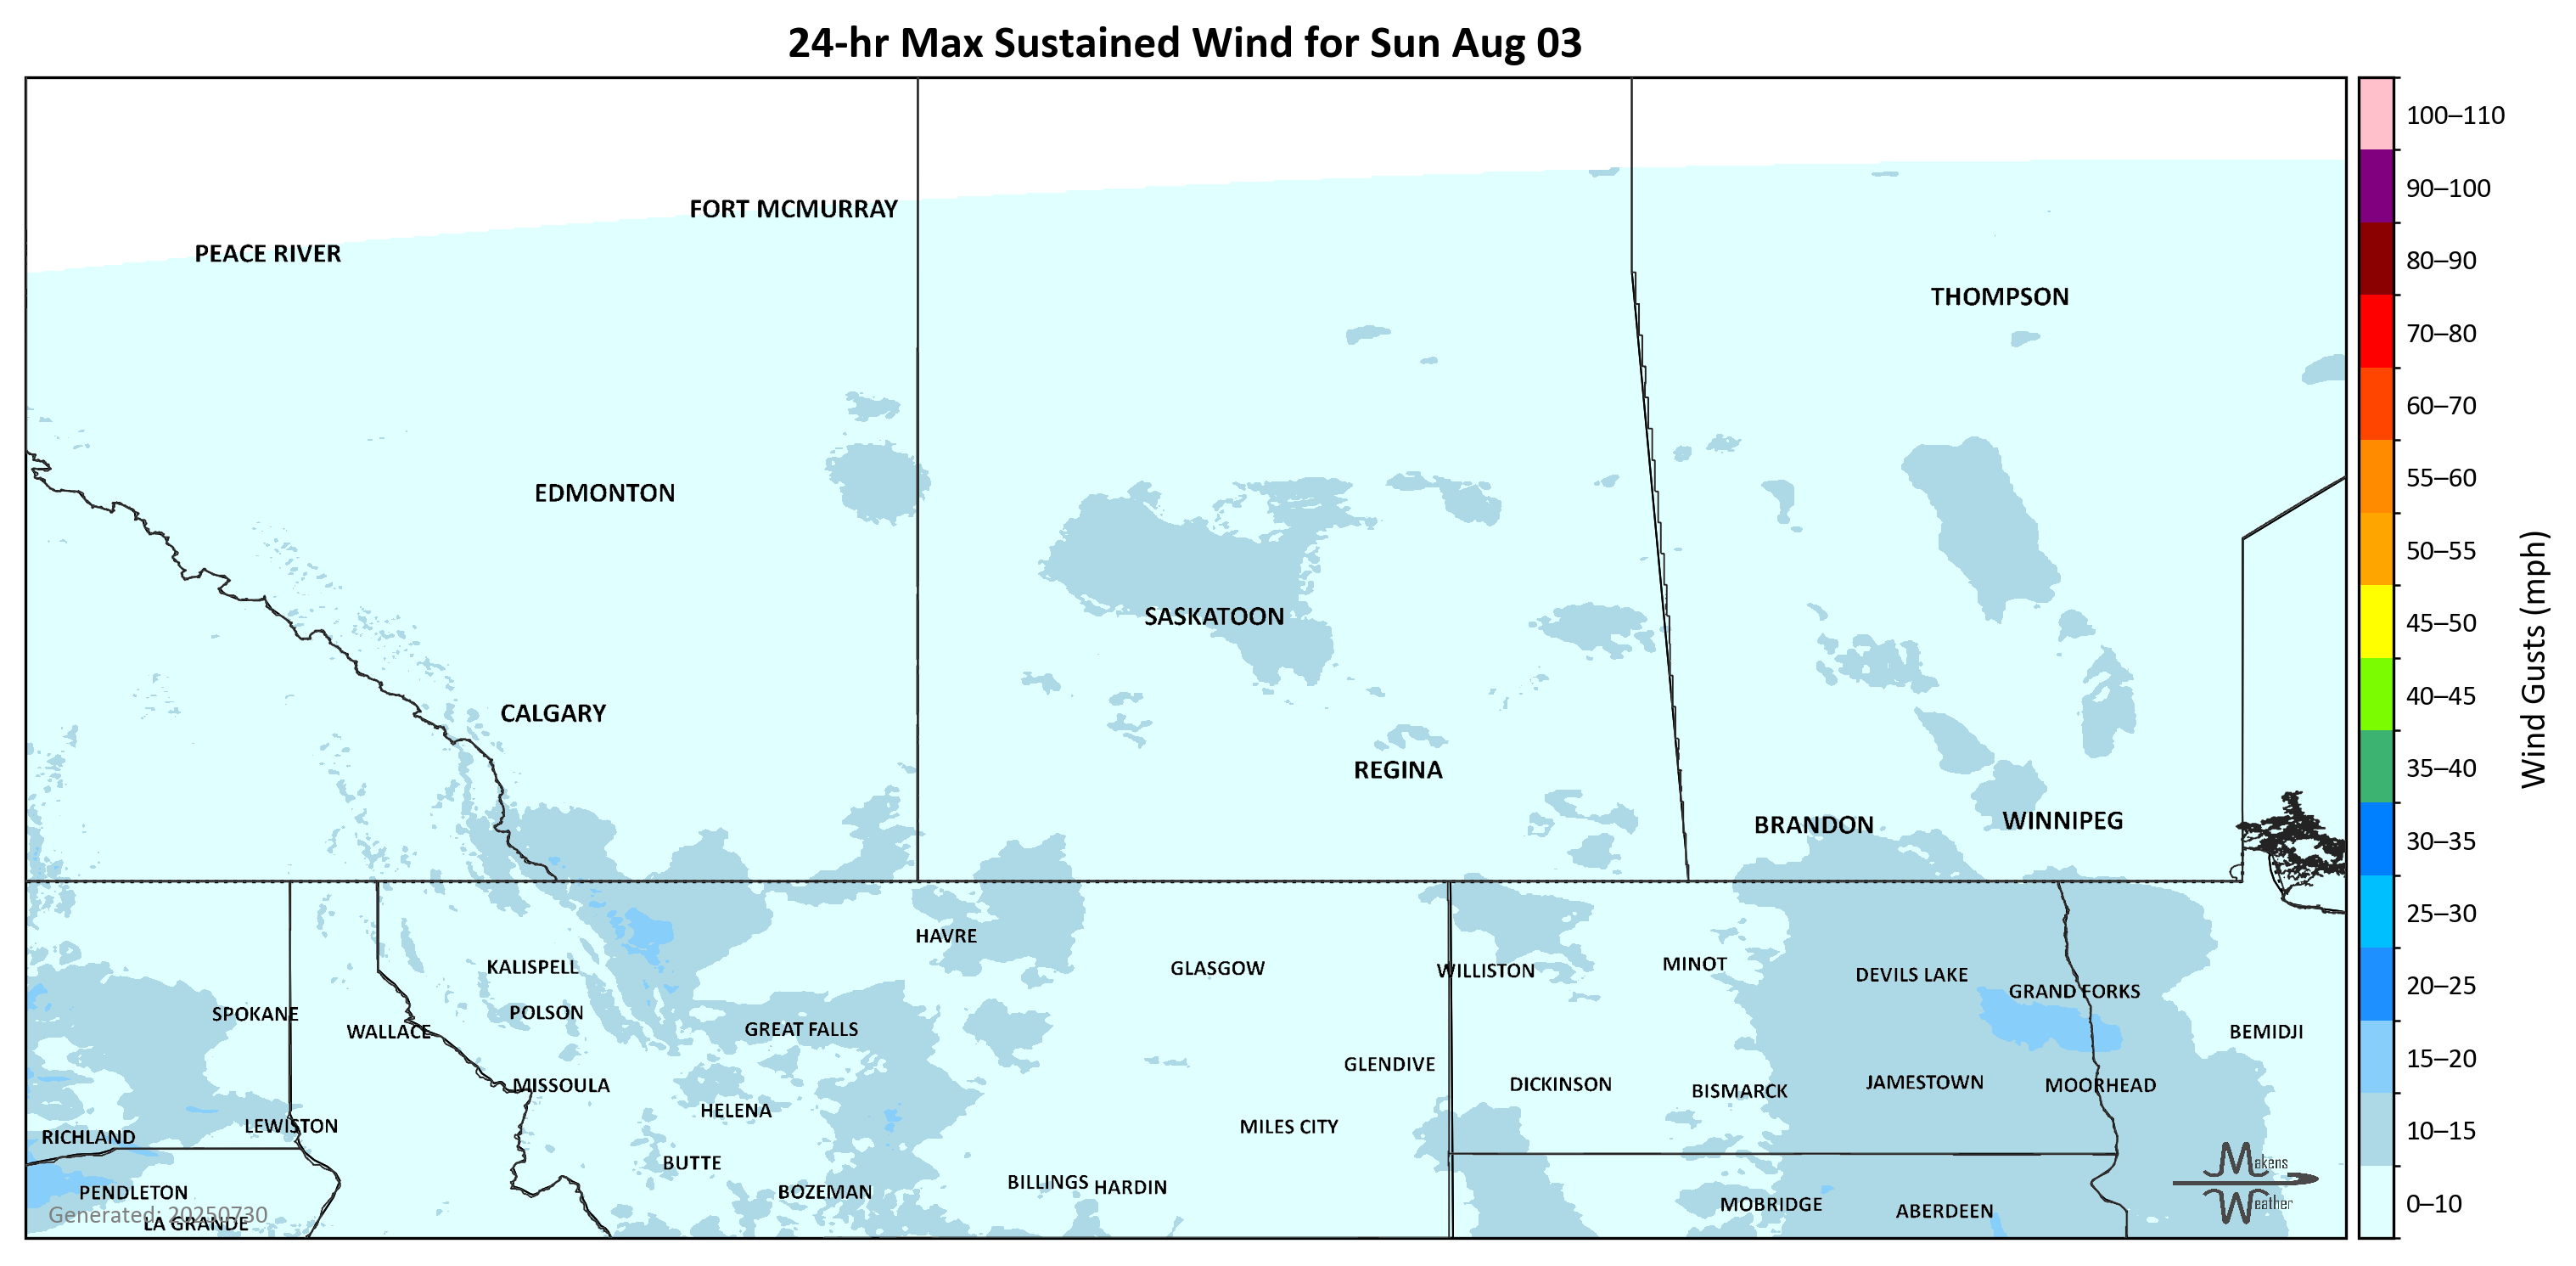 24-hr Max Sustained Wind for Sun Aug 03
100–110
FORT MCMURRAY
90–100
PEACE RIVER
80–90
THOMPSON
70–80
60–70
EDMONTON
55–60
50–55
SASKATOON
45–50
Wind Gusts (mph)
CALGARY
40–45
REGINA
35–40
BRANDON
WINNIPEG
30–35
25–30
HAVRE
KALISPELL
GLASGOW
WILLISTON
MINOT
DEVILS LAKE
GRAND FORKS
20–25
SPOKANE
POLSON
WALLACE
GREAT FALLS
BEMIDJI
15–20
GLENDIVE
MISSOULA
DICKINSON
BISMARCK
JAMESTOWN
MOORHEAD
HELENA
LEWISTON
MILES CITY
RICHLAND
10–15
BUTTE
Makens
PENDLETON
BOZEMAN
BILLINGS
HARDIN
Weather
MOBRIDGE
ABERDEEN
0–10
Generated: 20250730
LA GRANDE